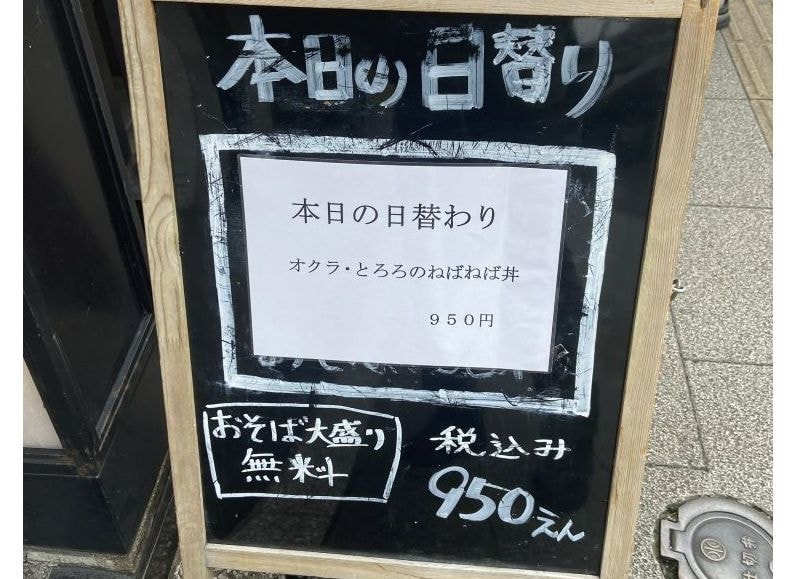 本日の日替り
本日の日替わり
オクラ・とろろのねばねば丼
９５０円
おそば大盛り
無料
税込み
950えん